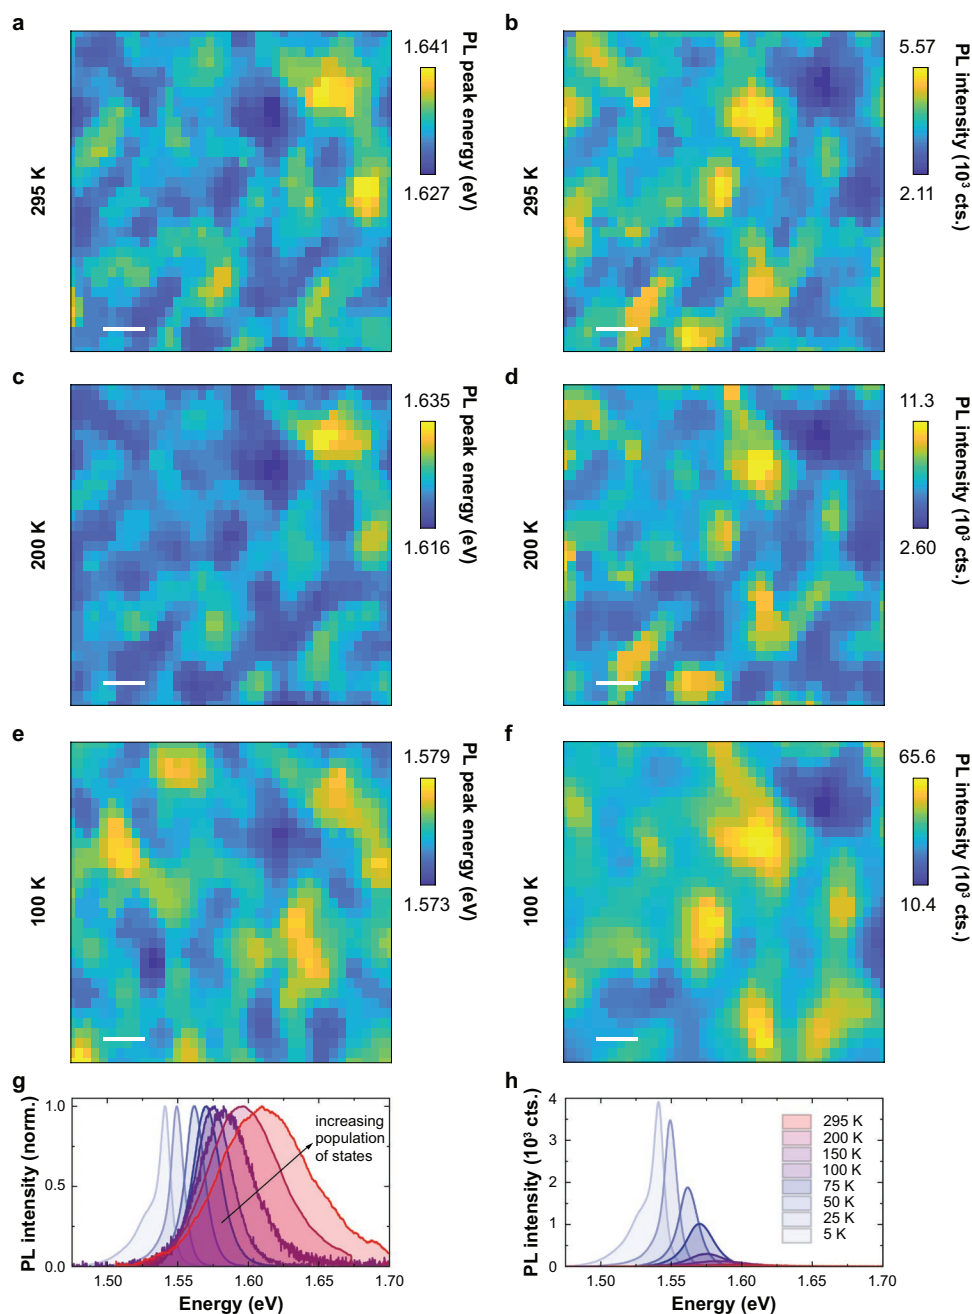 a
1.641
1.627
PL peak energy (eV)
295 K
b
5.57
2.11
PL intensity (10³ cts.)
295 K
c
1.635
1.616
PL peak energy (eV)
200 K
d
11.3
2.60
PL intensity (10³ cts.)
200 K
e
1.579
1.573
PL peak energy (eV)
100 K
f
65.6
10.4
PL intensity (10³ cts.)
100 K
g
PL intensity (norm.)
1.0
0.5
0.0
increasing
population
of states
1.50 1.55 1.60 1.65 1.70
Energy (eV)
h
PL intensity (10³ cts.)
4
3
2
1
0
295 K
200 K
150 K
100 K
75 K
50 K
25 K
5 K
1.50 1.55 1.60 1.65 1.70
Energy (eV)